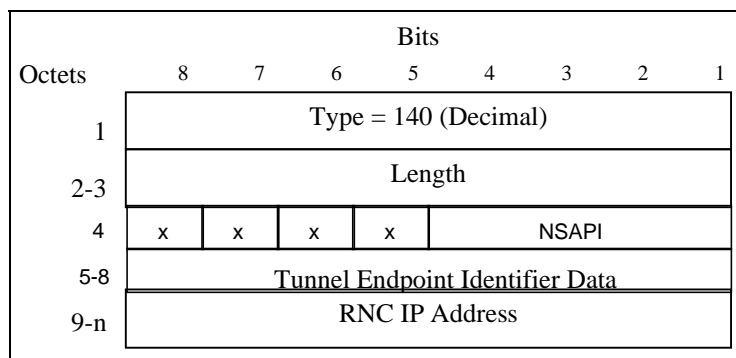 Bits
Octets 8 7 6 5 4 3 2 1
1 Type = 140 (Decimal)
2-3 Length
4 x x x x NSAPI
5-8 Tunnel Endpoint Identifier Data
9-n RNC IP Address